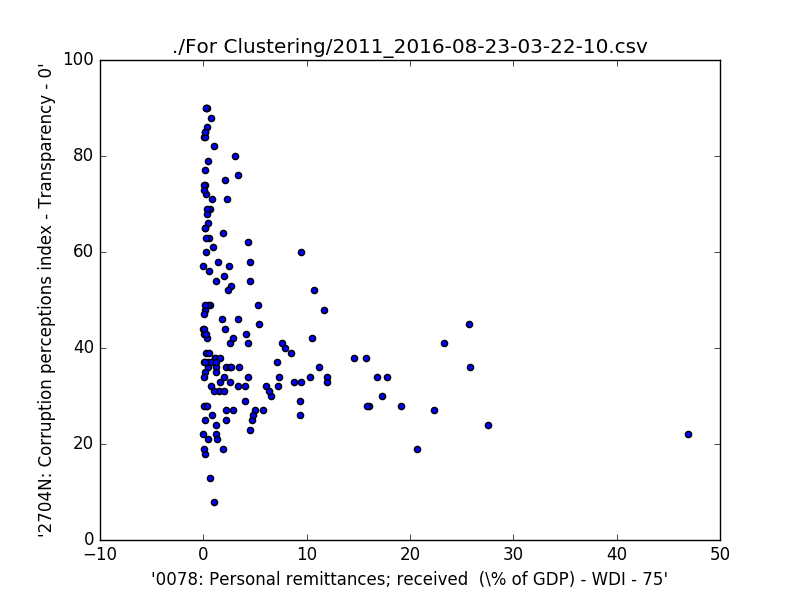 ./For Clustering/2011_2016-08-23-03-22-10.csv
100
80
60
40
20
0
'2704N: Corruption perceptions index - Transparency - 0'
−10 0 10 20 30 40 50
'0078: Personal remittances; received  (\% of GDP) - WDI - 75'